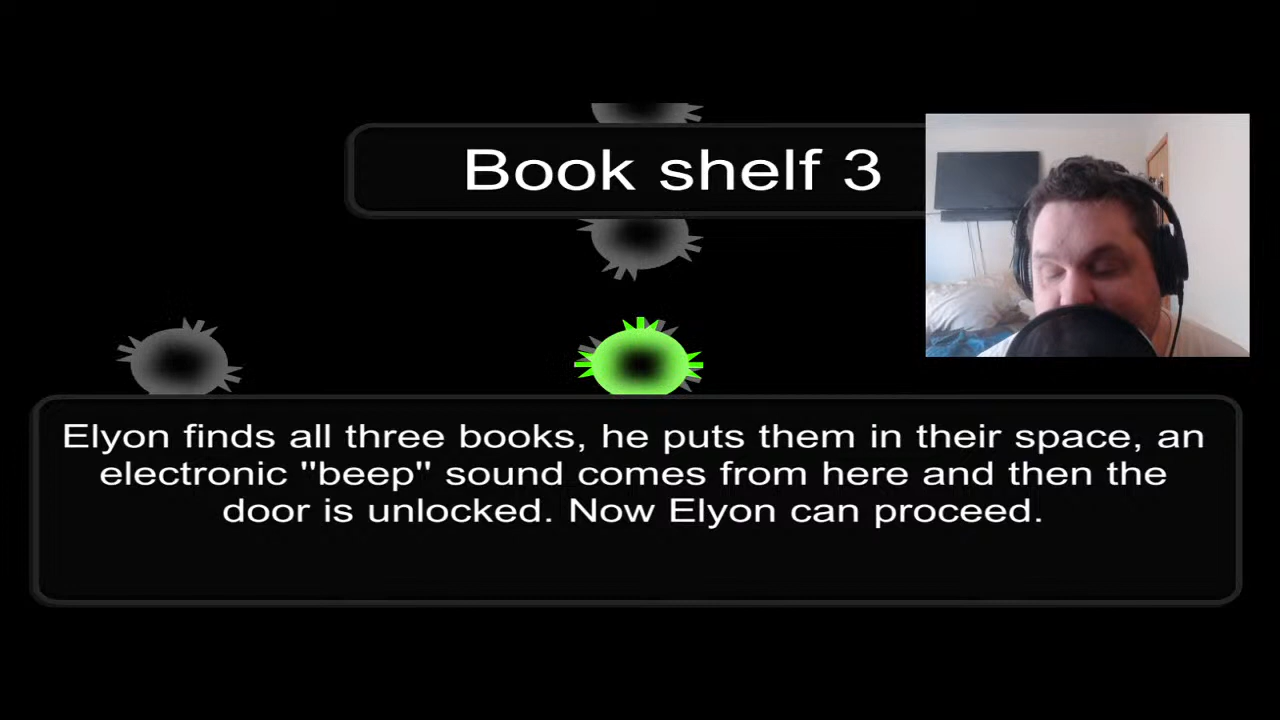 Book shelf 3
Elyon finds all three books, he puts them in their space, an
electronic "beep" sound comes from here and then the
door is unlocked. Now Elyon can proceed.